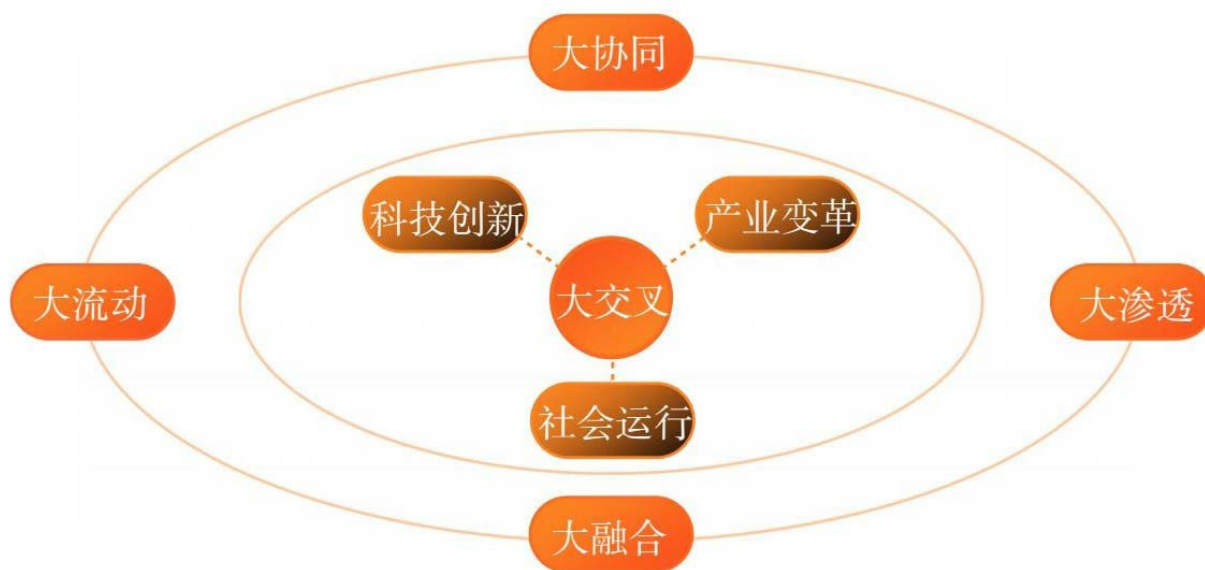 大协同
科技创新
产业变革
大流动
大交叉
大渗透
社会运行
大融合